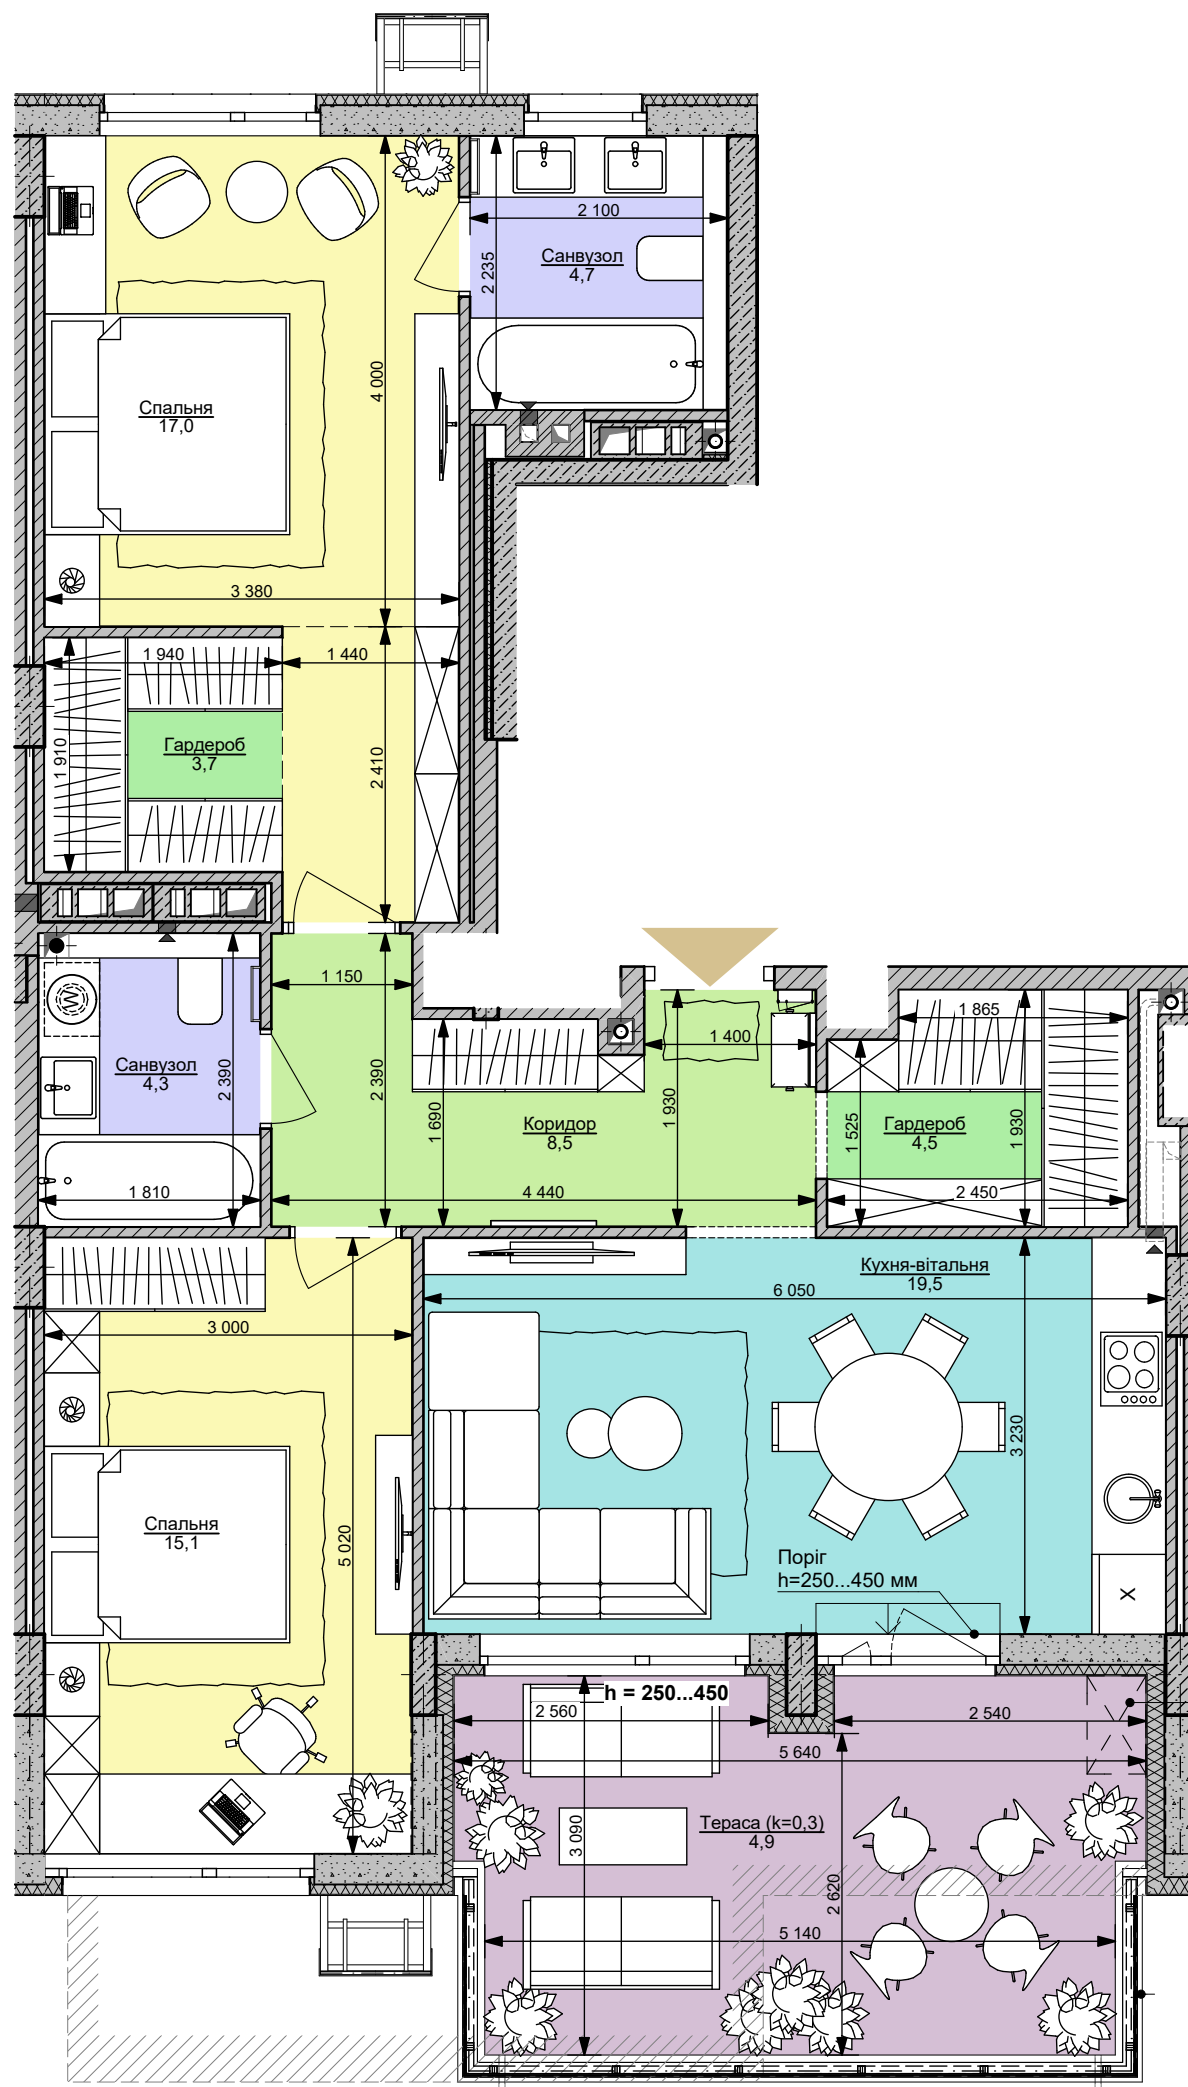 2 100
Санвузол
4,7
2 235
4 000
Спальня
17,0
3 380
1 940
1 440
1 910
Гардероб
3,7
2 410
1 150
W
Санвузол
4,3
2 390
2 390
1 810
1 400
1 865
1 690
Коридор
8,5
1 930
1 525
Гардероб
4,5
1 930
4 440
2 450
Кухня-вітальня
19,5
6 050
3 000
3 230
Спальня
15,1
5 020
Поріг
h=250...450 мм
X
h = 250...450
2 560
2 540
5 640
Тераса (k=0,3)
4,9
3 090
2 620
5 140